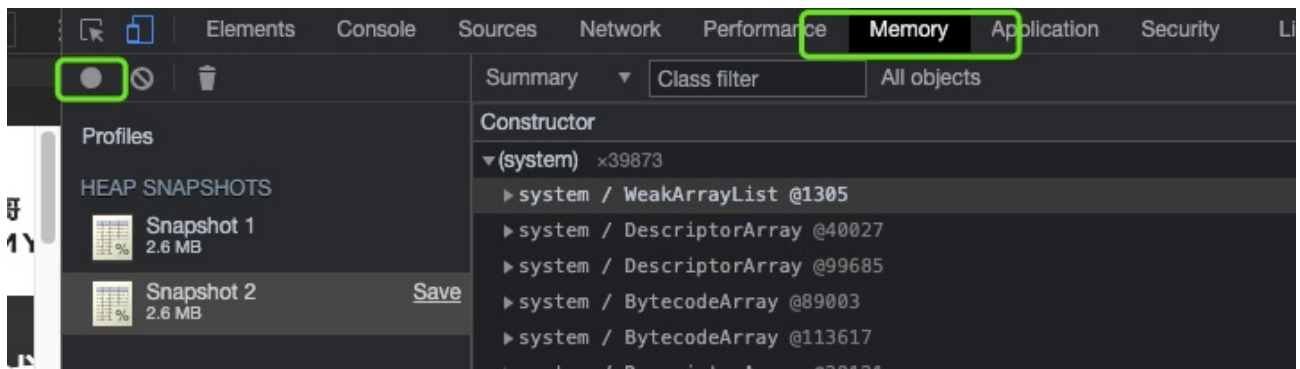 Elements Console Sources Network Performance Memory Application Security Li
Summary ▼ Class filter All objects
Profiles
Constructor
▼(system) ×39873
HEAP SNAPSHOTS
▶system / WeakArrayList @1305
Snapshot 1
2.6 MB
▶system / DescriptorArray @40027
▶system / DescriptorArray @99685
Snapshot 2 Save
2.6 MB
▶system / BytecodeArray @89003
▶system / BytecodeArray @113617